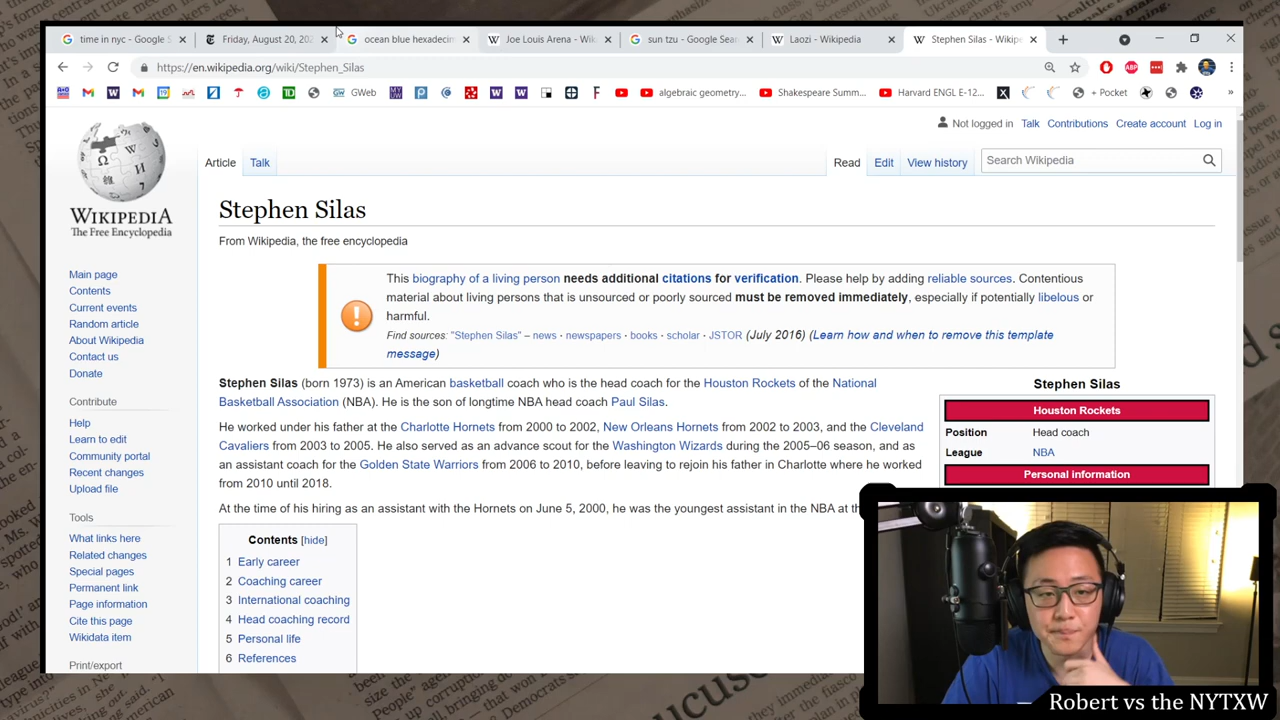 time in nyc - Google S
Friday, August 20, 202
ocean blue hexadecim
Joe Louis Arena - Wiki
sun tzu - Google Sear
Laozi - Wikipedia
Stephen Silas - Wikipe
https://en.wikipedia.org/wiki/Stephen_Silas
GWeb
algebraic geometry...
Shakespeare Summ...
Harvard ENGL E-12...
+ Pocket
Not logged in Talk Contributions Create account Log in
Article Talk
Read Edit View history
Search Wikipedia
WIKIPEDIA
The Free Encyclopedia
Main page
Contents
Current events
Random article
About Wikipedia
Contact us
Donate
Contribute
Help
Learn to edit
Community portal
Recent changes
Upload file
Tools
What links here
Related changes
Special pages
Permanent link
Page information
Cite this page
Wikidata item
Print/export
Stephen Silas
From Wikipedia, the free encyclopedia
This biography of a living person needs additional citations for verification. Please help by adding reliable sources. Contentious
material about living persons that is unsourced or poorly sourced must be removed immediately, especially if potentially libelous or
harmful.
Find sources: "Stephen Silas" – news · newspapers · books · scholar · JSTOR (July 2016) (Learn how and when to remove this template
message)
Stephen Silas (born 1973) is an American basketball coach who is the head coach for the Houston Rockets of the National
Basketball Association (NBA). He is the son of longtime NBA head coach Paul Silas.
He worked under his father at the Charlotte Hornets from 2000 to 2002, New Orleans Hornets from 2002 to 2003, and the Cleveland
Cavaliers from 2003 to 2005. He also served as an advance scout for the Washington Wizards during the 2005–06 season, and as
an assistant coach for the Golden State Warriors from 2006 to 2010, before leaving to rejoin his father in Charlotte where he worked
from 2010 until 2018.
At the time of his hiring as an assistant with the Hornets on June 5, 2000, he was the youngest assistant in the NBA at
Contents [hide]
1 Early career
2 Coaching career
3 International coaching
4 Head coaching record
5 Personal life
6 References
Stephen Silas
Houston Rockets
Position Head coach
League NBA
Personal information
Robert vs the NYTXW